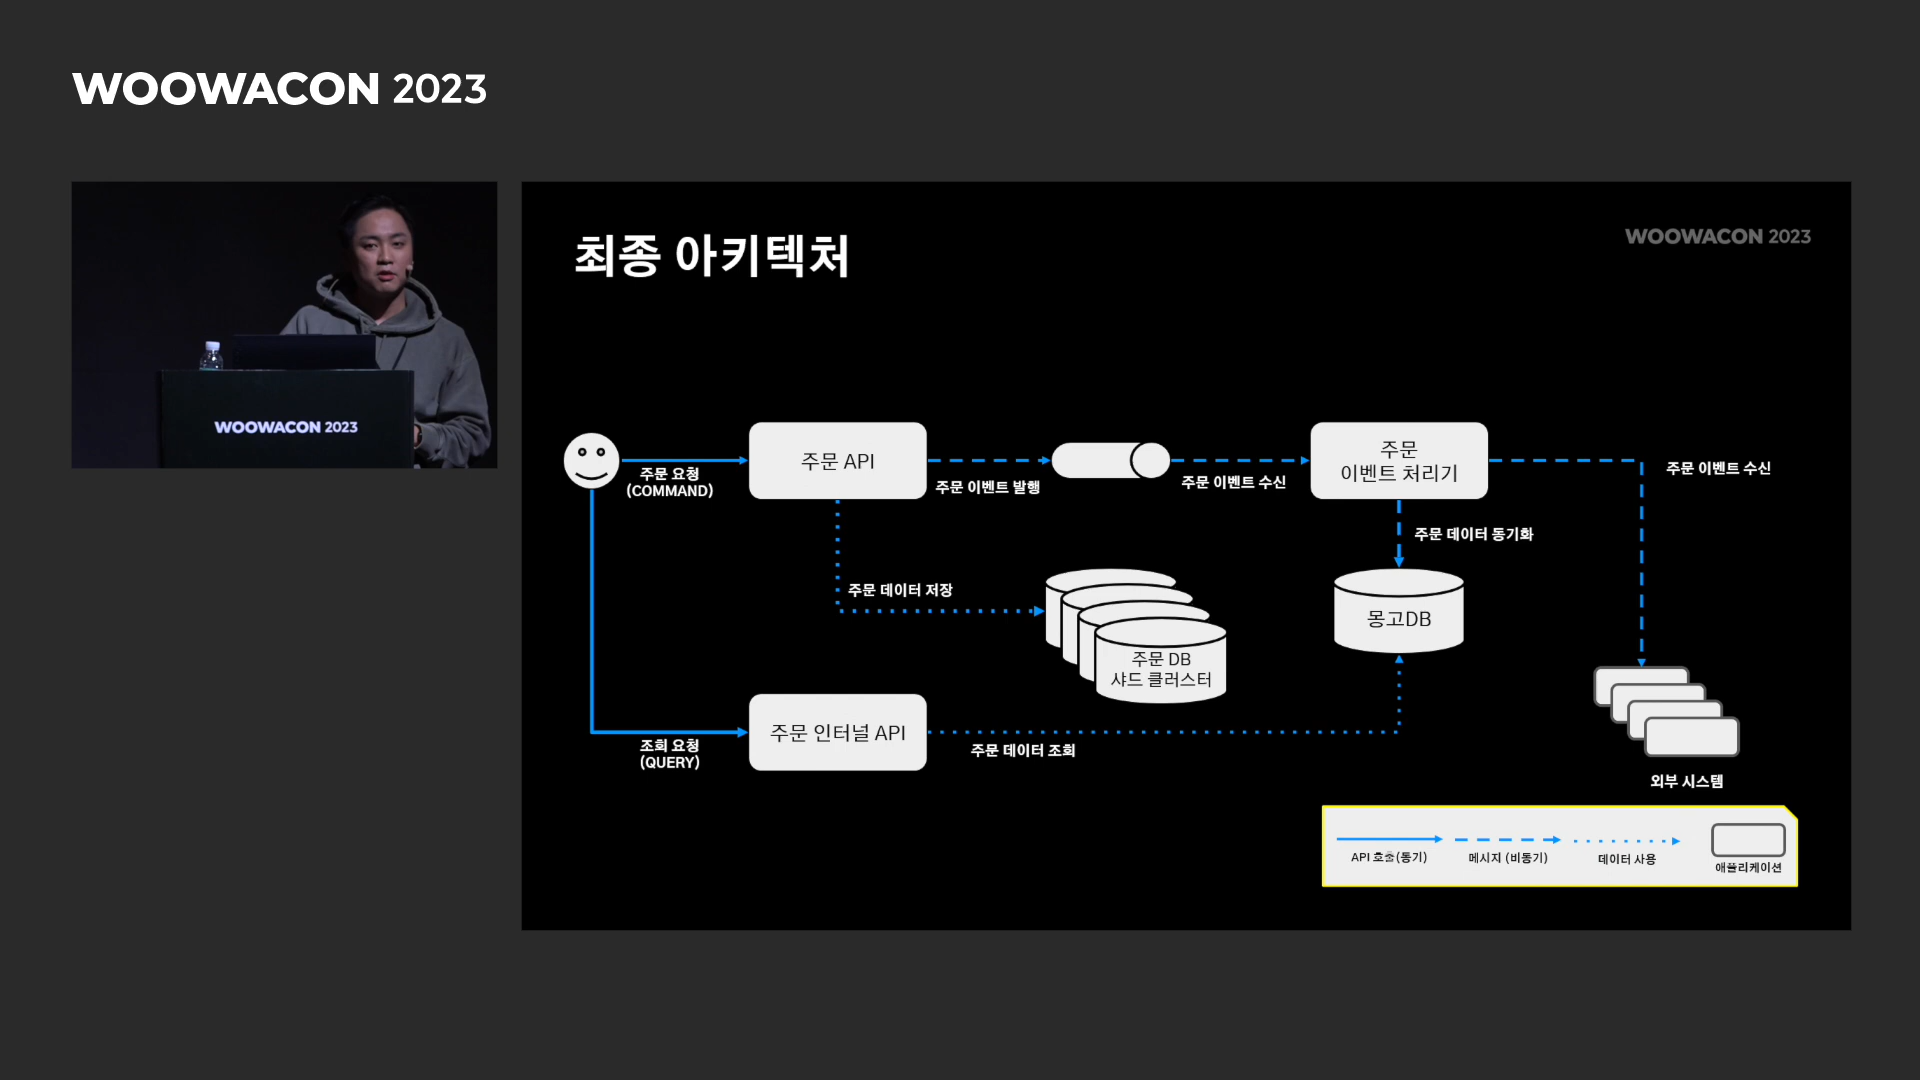 WOOWACON 2023
WOOWACON 2023
최종 아키텍처
WOOWACON 2023
주문 요청
(COMMAND)
주문 API
주문 이벤트 발행
주문 이벤트 수신
주문
이벤트 처리기
주문 이벤트 수신
주문 데이터 동기화
주문 데이터 저장
주문 DB
샤드 클러스터
몽고DB
조회 요청
(QUERY)
주문 인터널 API
주문 데이터 조회
외부 시스템
API 호출(동기)
메시지 (비동기)
데이터 사용
애플리케이션